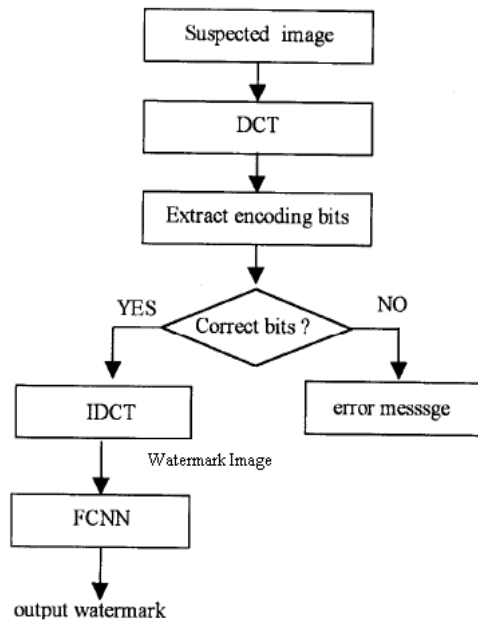 Suspected image
DCT
Extract encoding bits
YES
NO
Correct bits ?
IDCT
error messsge
Watermark Image
FCNN
output watermark